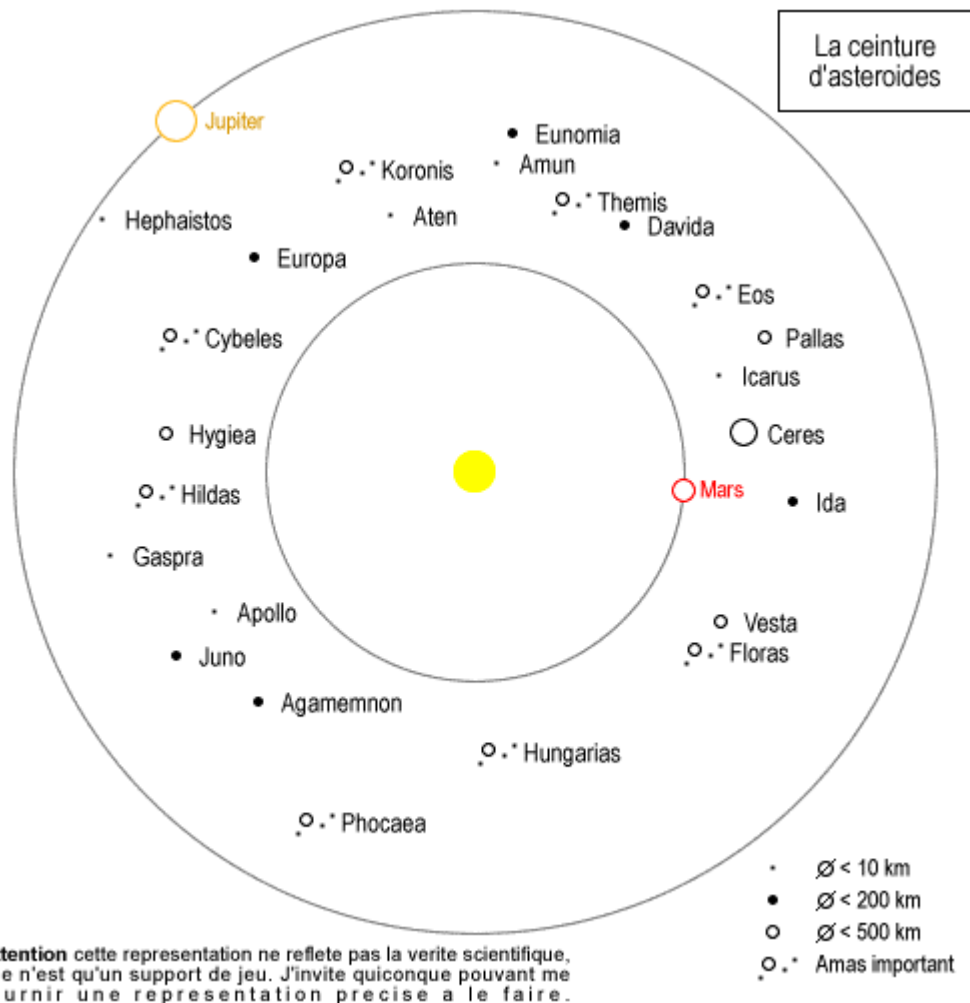 La ceinture
d'asteroides
Jupiter
Eunomia
Amun
Koronis
Themis
Aten
Hephaistos
Davida
Europa
Eos
Cybeles
Pallas
Icarus
Hygiea
Ceres
Hildas
Mars
Ida
Gaspra
Apollo
Vesta
Juno
Floras
Agamemnon
Hungarias
Phocaea
Ø < 10 km
Ø < 200 km
Ø < 500 km
Amas important
tention cette representation ne reflete pas la verite scientifique,
e n'est qu'un support de jeu. J'invite quiconque pouvant me
urnir une representation precise a le faire.